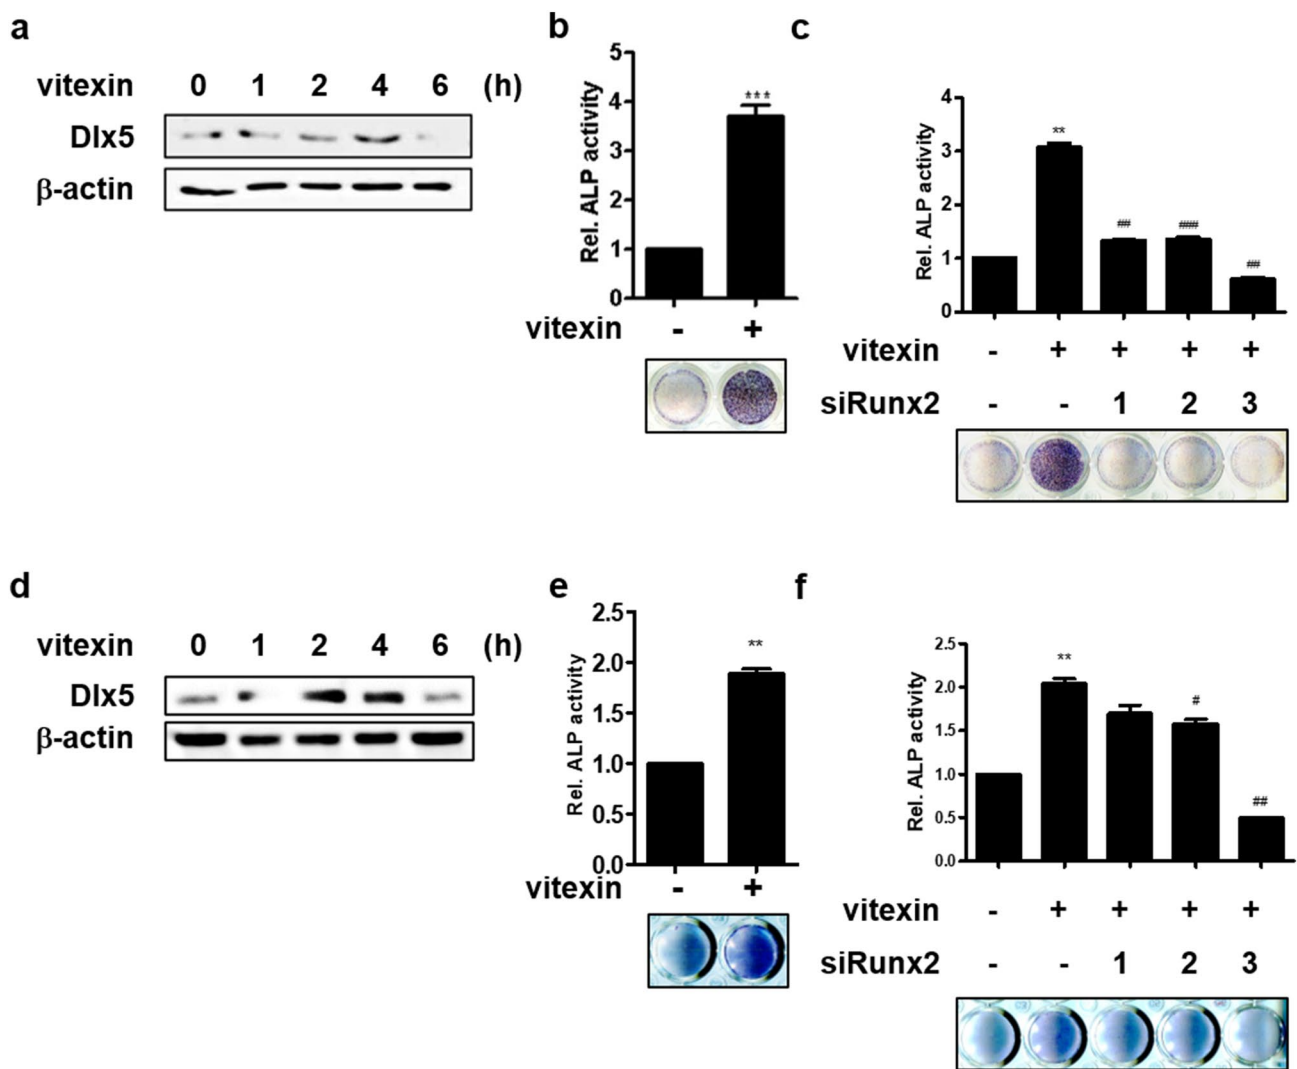 a
vitexin 0 1 2 4 6 (h)
Dlx5
β-actin
b
Rel. ALP activity
5
4
3
2
1
0
***
vitexin - +
c
Rel. ALP activity
4
3
2
1
0
**
##
###
##
vitexin - + + + +
siRunx2 - - 1 2 3
d
vitexin 0 1 2 4 6 (h)
Dlx5
β-actin
e
Rel. ALP activity
2.5
2.0
1.5
1.0
0.5
0.0
**
vitexin - +
f
Rel. ALP activity
2.5
2.0
1.5
1.0
0.5
0.0
**
#
##
vitexin - + + + +
siRunx2 - - 1 2 3